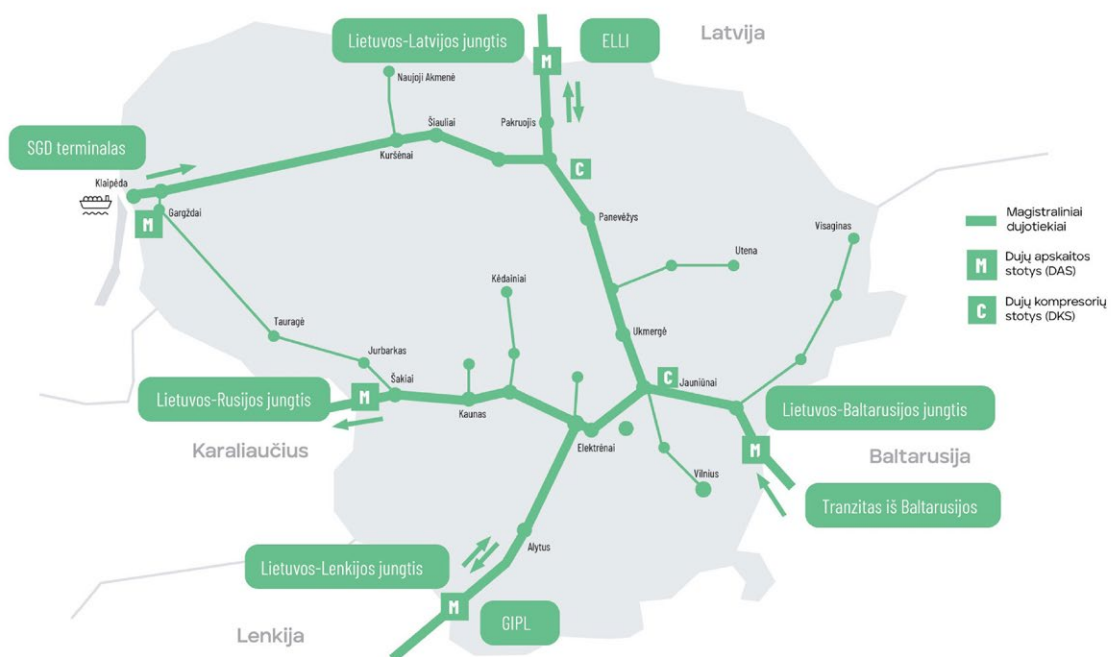 Lietuvos-Latvijos jungtis
ELLI
Latvija
M
Naujoji Akmenė
Pakruojis
Šiauliai
Kuršėnai
SGD terminalas
C
Klaipėda
Gargždai
M
Panevėžys
Visaginas
Utena
Magistraliniai
dujotiekiai
M
Dujų apskaitos
stotys (DAS)
C
Dujų kompresorių
stotys (DKS)
Kėdainiai
Tauragė
Ukmergė
Jurbarkas
Šakiai
C
Jauniūnai
Lietuvos-Rusijos jungtis
M
Kaunas
Lietuvos-Baltarusijos jungtis
Karaliaučius
Elektrėnai
M
Baltarusija
Vilnius
Tranzitas iš Baltarusijos
Alytus
Lietuvos-Lenkijos jungtis
M
GIPL
Lenkija